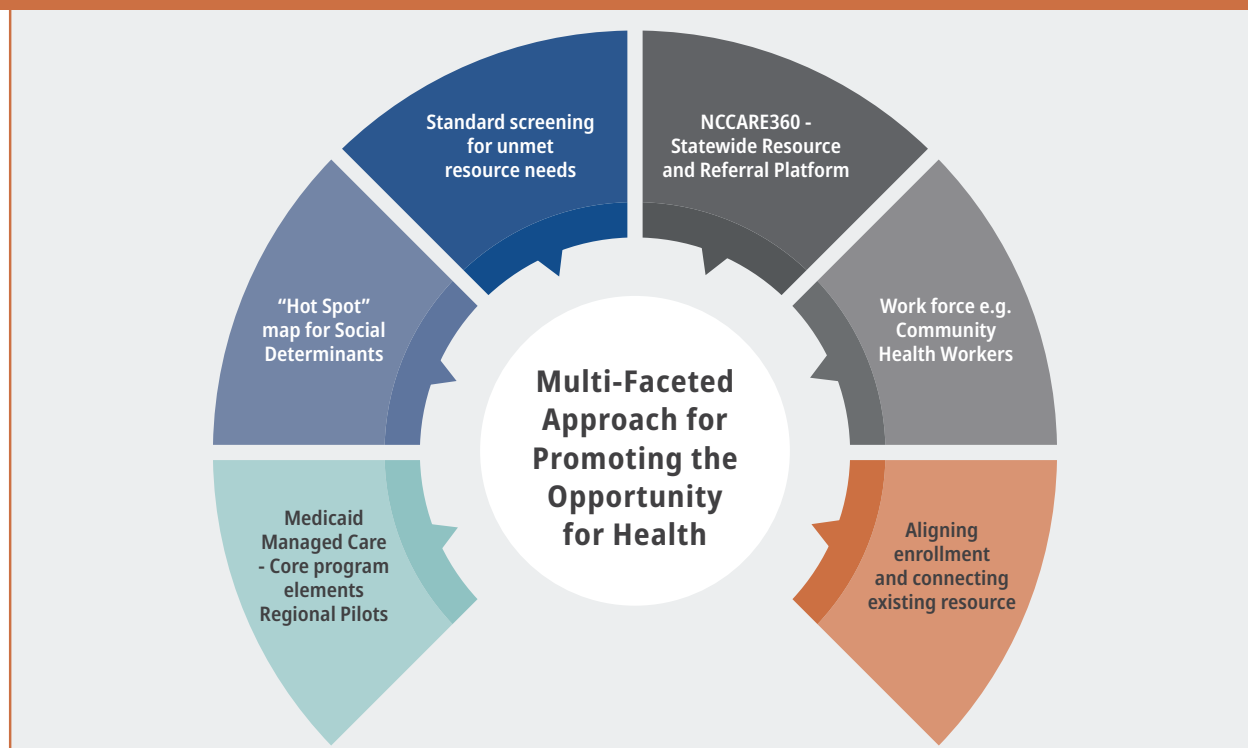 Standard screening
for unmet
resource needs
NCCARE360 -
Statewide Resource
and Referral Platform
“Hot Spot”
map for Social
Determinants
Work force e.g.
Community
Health Workers
Multi-Faceted
Approach for
Promoting the
Opportunity
for Health
Medicaid
Managed Care
- Core program
elements
Regional Pilots
Aligning
enrollment
and connecting
existing resource